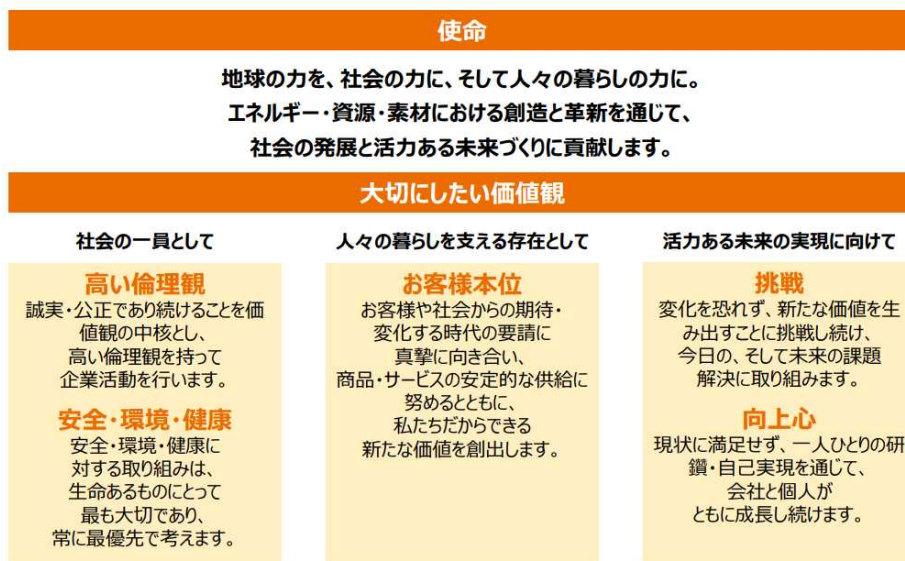 使命
地球の力を、社会の力に、そして人々の暮らしの力に。
エネルギー・資源・素材における創造と革新を通じて、
社会の発展と活力ある未来づくりに貢献します。
大切にしたい価値観
社会の一員として
高い倫理観
誠実・公正であり続けることを価
値観の中核とし、
高い倫理観を持って
企業活動を行います。
安全・環境・健康
安全・環境・健康に
対する取り組みは、
生命あるものにとって
最も大切であり、
常に最優先で考えます。
人々の暮らしを支える存在として
お客様本位
お客様や社会からの期待・
変化する時代の要請に
真摯に向き合い、
商品・サービスの安定的な供給に
努めるとともに、
私たちだからできる
新たな価値を創出します。
活力ある未来の実現に向けて
挑戦
変化を恐れず、新たな価値を生
み出すことに挑戦し続け、
今日の、そして未来の課題
解決に取り組みます。
向上心
現状に満足せず、一人ひとりの研
鑽・自己実現を通じて、
会社と個人が
ともに成長し続けます。